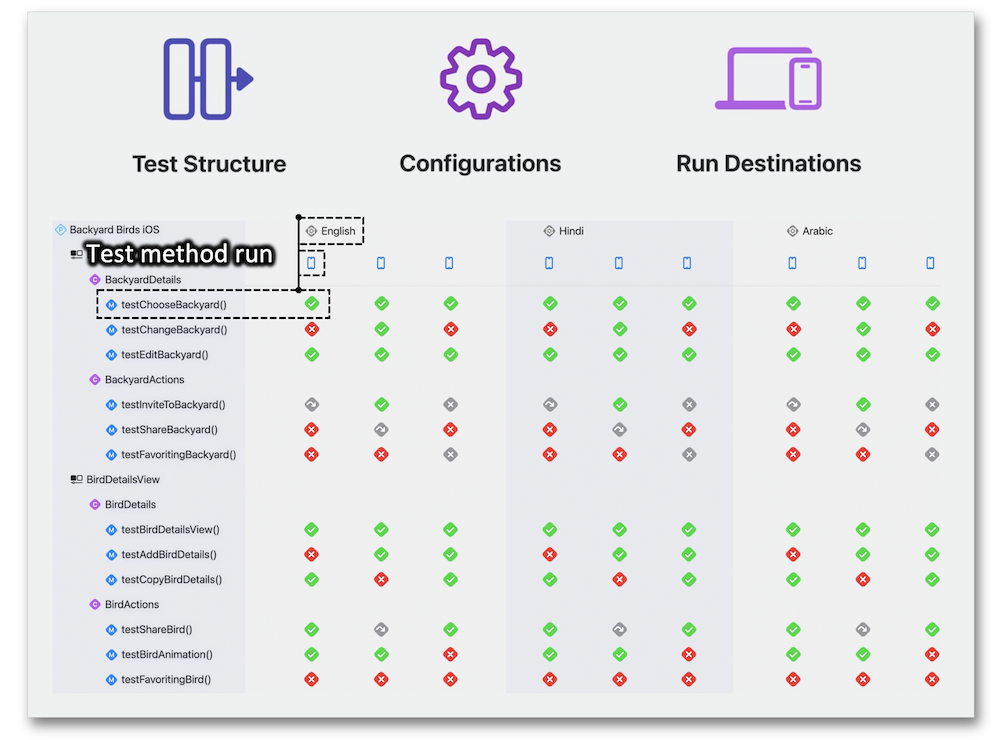 Test Structure
Configurations
Run Destinations
Backyard Birds iOS
English
Hindi
Arabic
Test method run
C BackyardDetails
M testChooseBackyard()
M testChangeBackyard()
M testEditBackyard()
C BackyardActions
M testInviteToBackyard()
M testShareBackyard()
M testFavoritingBackyard()
BirdDetailsView
C BirdDetails
M testBirdDetailsView()
M testAddBirdDetails()
M testCopyBirdDetails()
C BirdActions
M testShareBird()
M testBirdAnimation()
M testFavoritingBird()